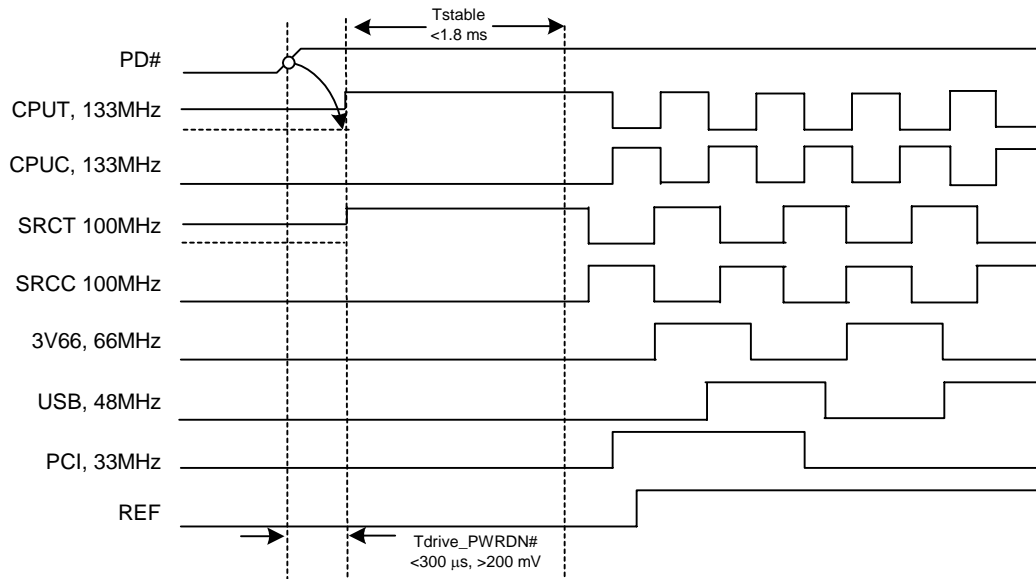 Tstable
<1.8 ms
PD#
CPUT, 133MHz
CPUC, 133MHz
SRCT 100MHz
SRCC 100MHz
3V66, 66MHz
USB, 48MHz
PCI, 33MHz
REF
Tdrive_PWRDN#
<300 μs, >200 mV